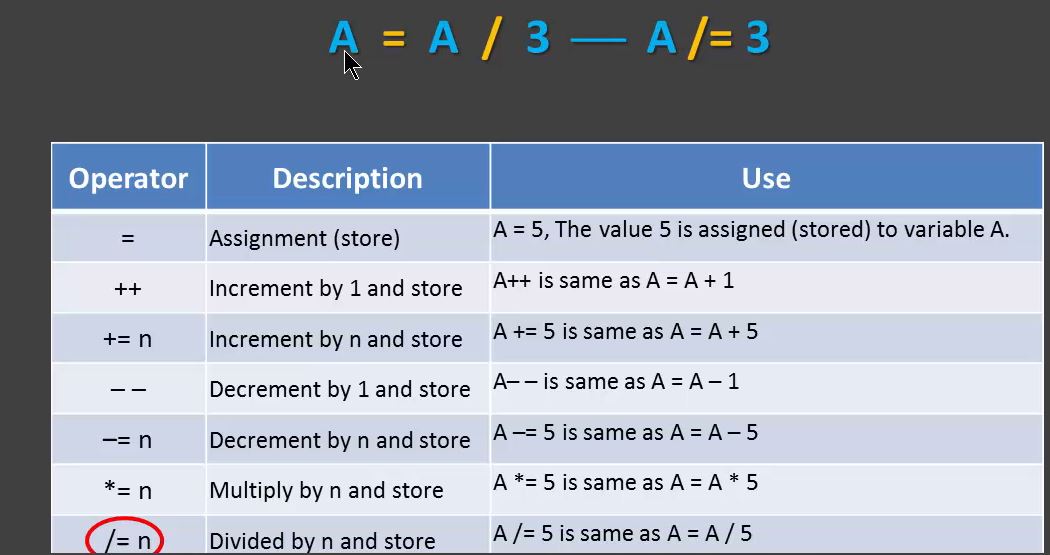 A = A / 3 — A /= 3
Operator Description Use
= Assignment (store) A = 5, The value 5 is assigned (stored) to variable A.
++ Increment by 1 and store A++ is same as A = A + 1
+= n Increment by n and store A += 5 is same as A = A + 5
– – Decrement by 1 and store A– – is same as A = A – 1
–= n Decrement by n and store A –= 5 is same as A = A – 5
*= n Multiply by n and store A *= 5 is same as A = A * 5
/= n Divided by n and store A /= 5 is same as A = A / 5